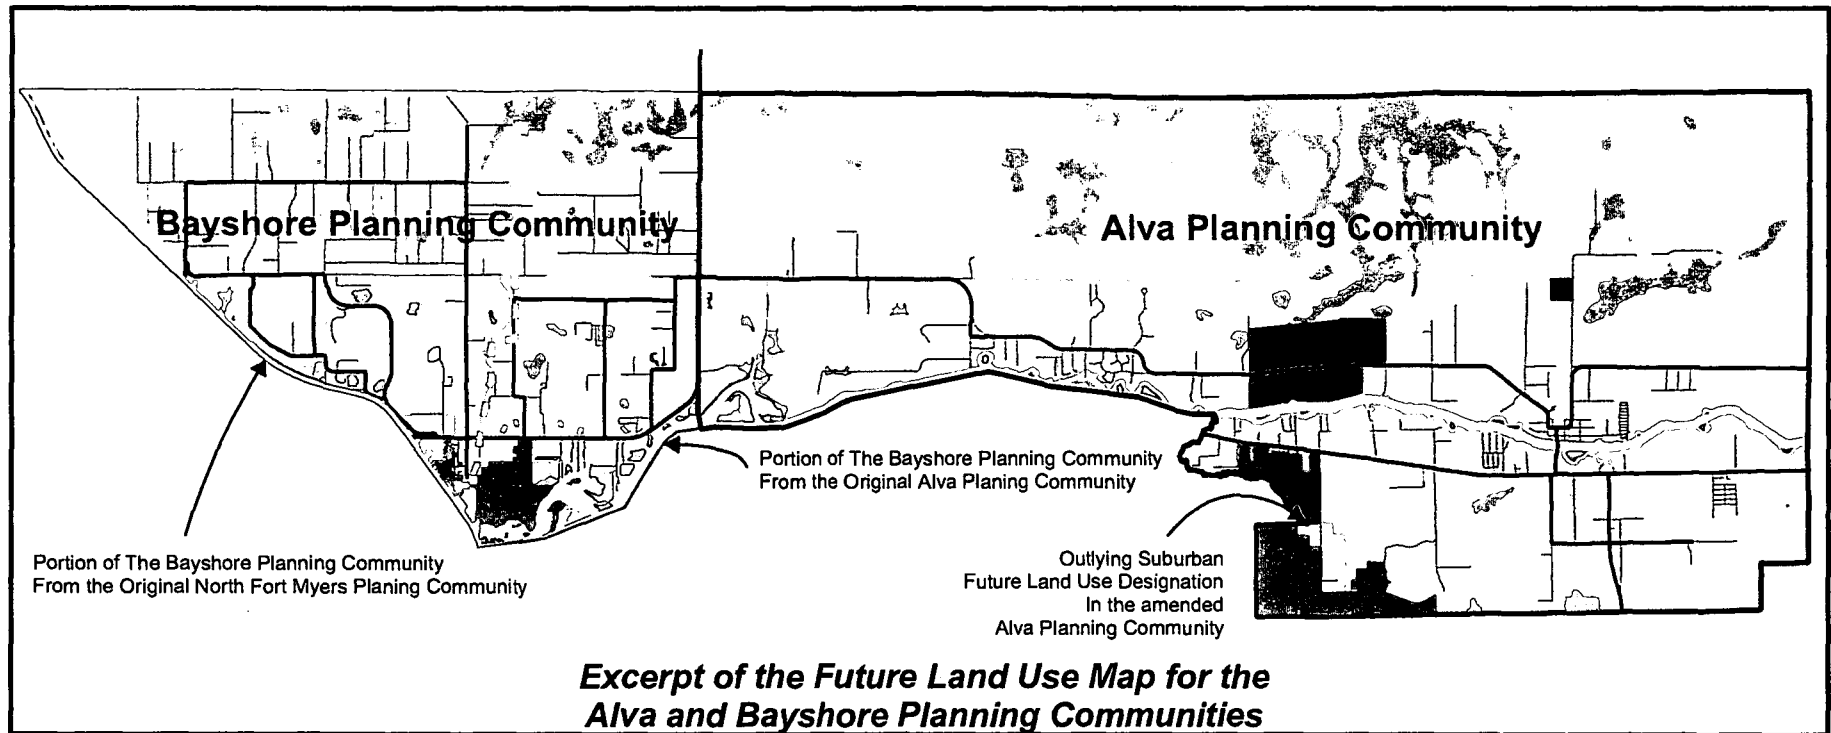 Bayshore Planning Community
Alva Planning Community
Portion of The Bayshore Planning Community
From the Original Alva Planing Community
Portion of The Bayshore Planning Community
From the Original North Fort Myers Planing Community
Outlying Suburban
Future Land Use Designation
In the amended
Alva Planning Community
Excerpt of the Future Land Use Map for the
Alva and Bayshore Planning Communities